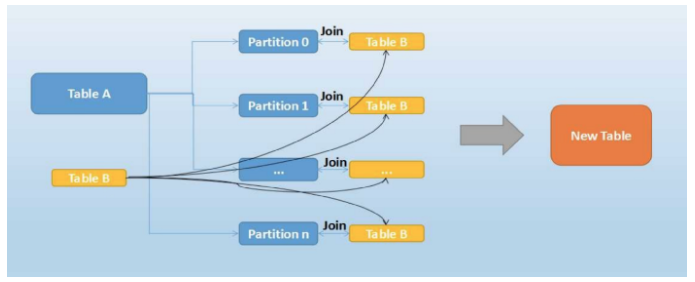 Join
Partition 0
Table B
Table A
Join
Partition 1
Table B
New Table
Join
...
...
Table B
Join
Partition n
Table B